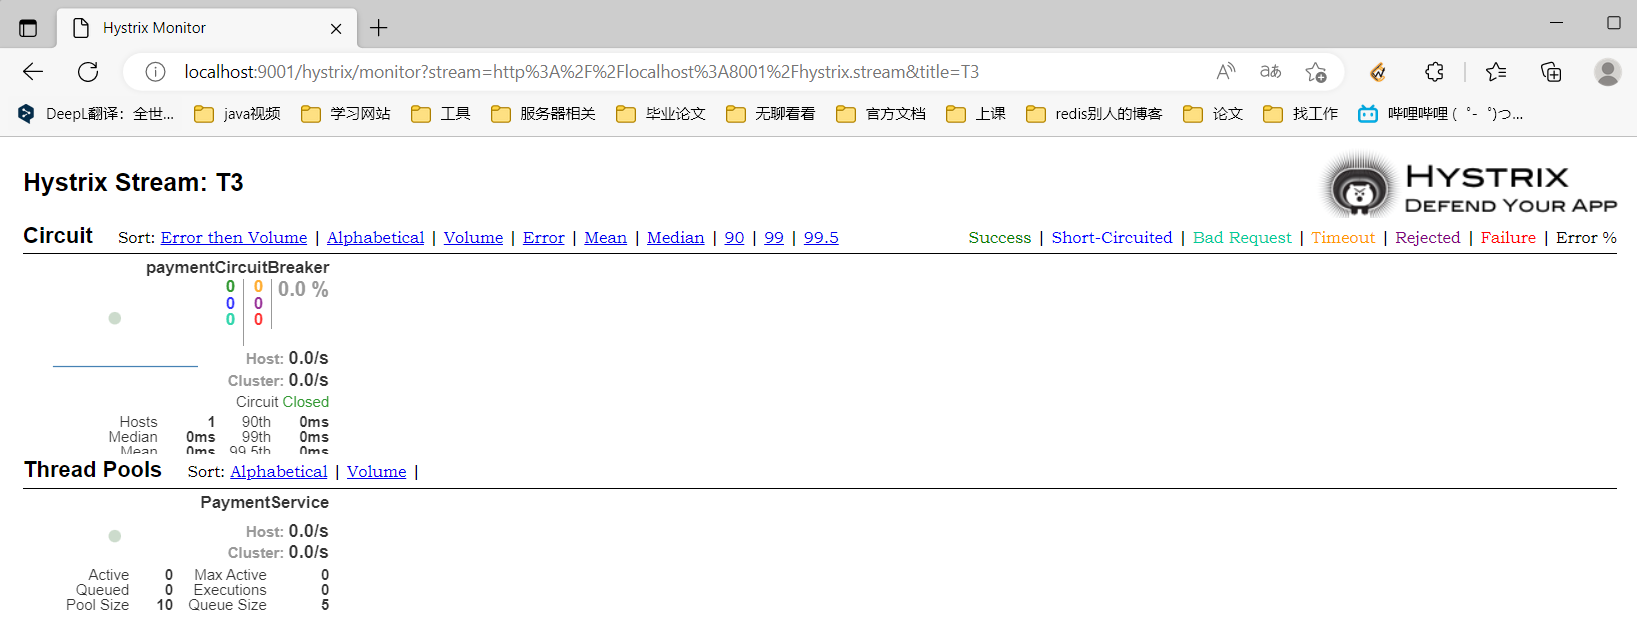 Hystrix Monitor
localhost:9001/hystrix/monitor?stream=http%3A%2F%2Flocalhost%3A8001%2Fhystrix.stream&title=T3
DeepL翻译：全世... java视频 学习网站 工具 服务器相关 毕业论文 无聊看看 官方文档 上课 redis别人的博客 论文 找工作 哔哩哔哩 (゜-゜)つ...
Hystrix Stream: T3
HYSTRIX
DEFEND YOUR APP
Circuit Sort: Error then Volume | Alphabetical | Volume | Error | Mean | Median | 90 | 99 | 99.5 Success | Short-Circuited | Bad Request | Timeout | Rejected | Failure | Error %
paymentCircuitBreaker
0 0 0.0 %
0 0
0 0
Host: 0.0/s
Cluster: 0.0/s
Circuit Closed
Hosts 1 90th 0ms
Median 0ms 99th 0ms
Mean 0ms 99.5th 0ms
Thread Pools Sort: Alphabetical | Volume |
PaymentService
Host: 0.0/s
Cluster: 0.0/s
Active 0 Max Active 0
Queued 0 Executions 0
Pool Size 10 Queue Size 5